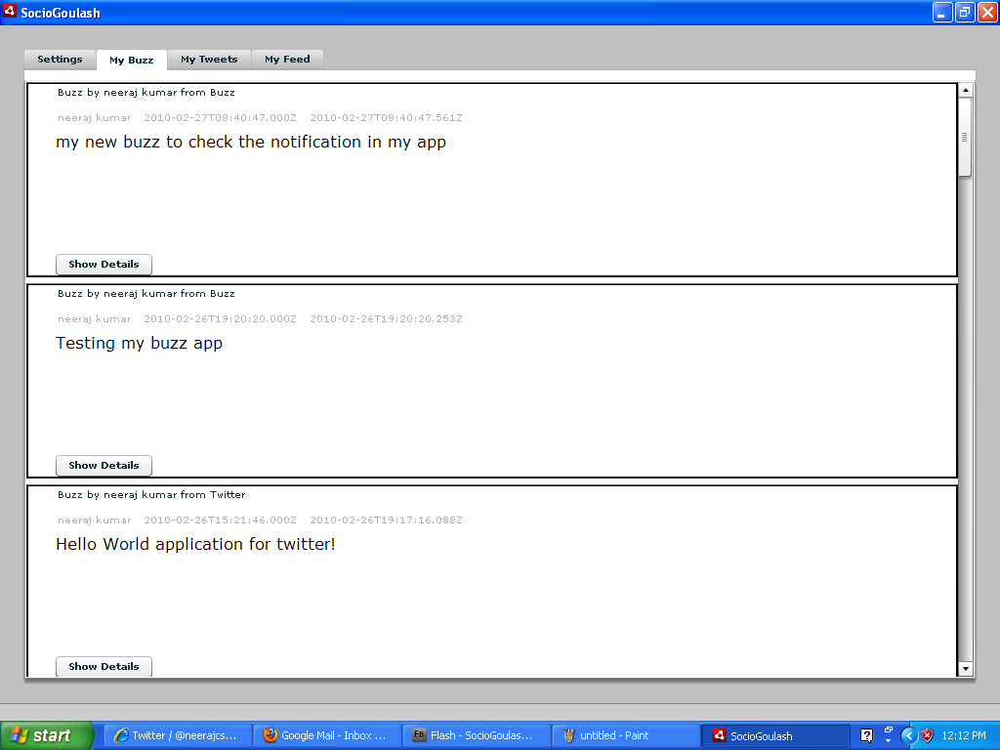 SocioGoulash
Settings My Buzz My Tweets My Feed
Buzz by neeraj kumar from Buzz
neeraj kumar 2010-02-27T08:40:47.000Z 2010-02-27T08:40:47.561Z
my new buzz to check the notification in my app
Show Details
Buzz by neeraj kumar from Buzz
neeraj kumar 2010-02-26T19:20:20.000Z 2010-02-26T19:20:20.253Z
Testing my buzz app
Show Details
Buzz by neeraj kumar from Twitter
neeraj kumar 2010-02-26T15:21:46.000Z 2010-02-26T19:17:16.088Z
Hello World application for twitter!
Show Details
start Twitter / @neerajcs... Google Mail - Inbox ... FB Flash - SocioGoulas... untitled - Paint SocioGoulash ? 12:12 PM